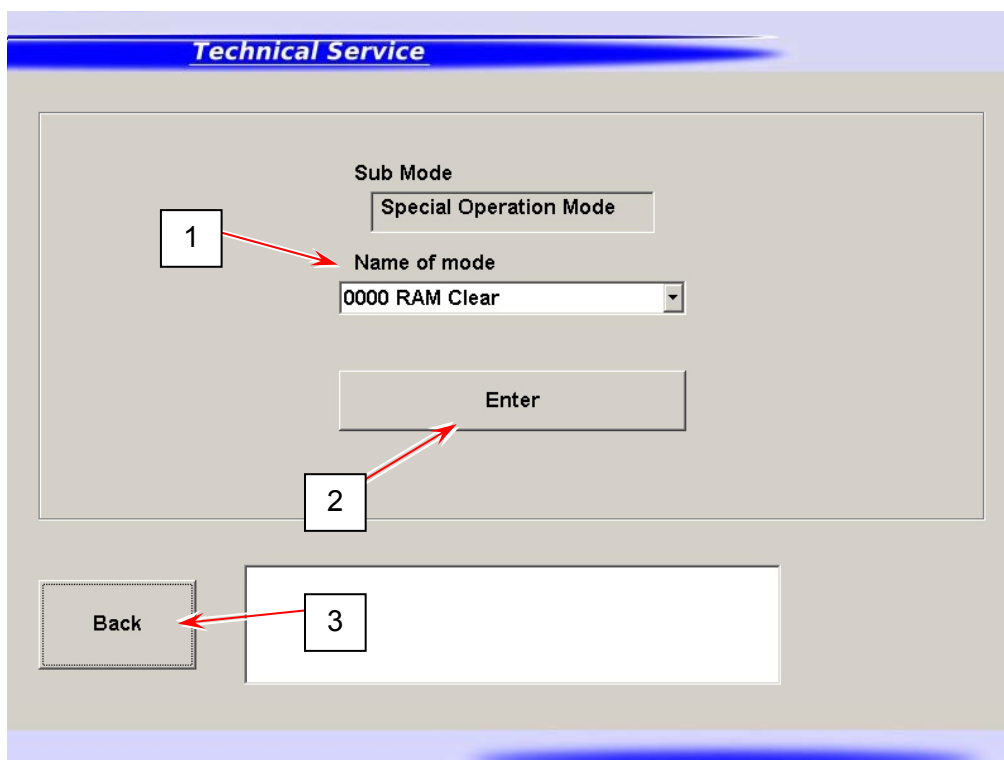 Technical Service
Sub Mode
Special Operation Mode
1
Name of mode
0000 RAM Clear
Enter
2
Back
3